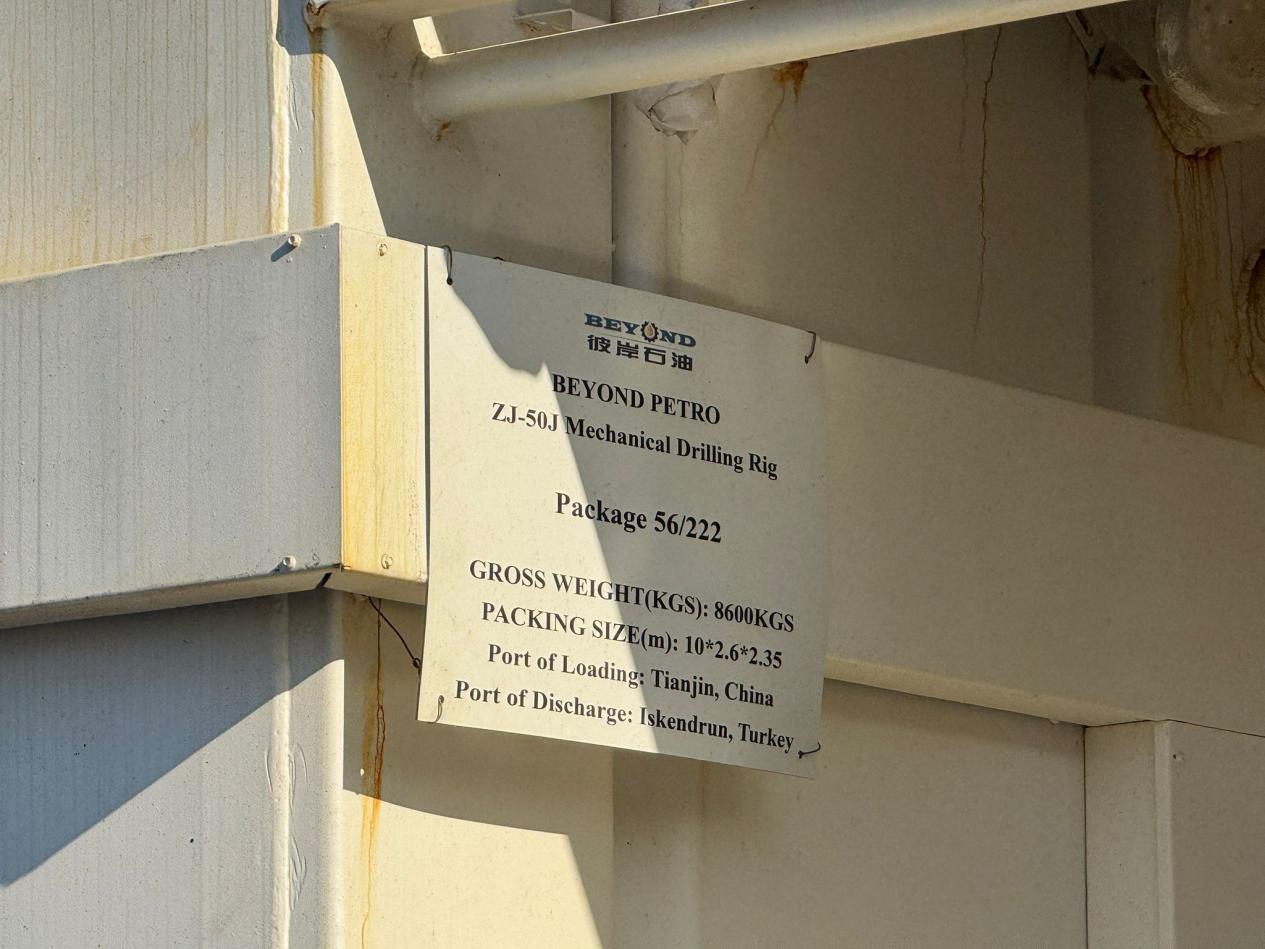 BEYOND
彼岸石油
BEYOND PETRO
ZJ-50J Mechanical Drilling Rig
Package 56/222
GROSS WEIGHT(KGS): 8600KGS
PACKING SIZE(m): 10*2.6*2.35
Port of Loading: Tianjin, China
Port of Discharge: Iskendrun, Turkey